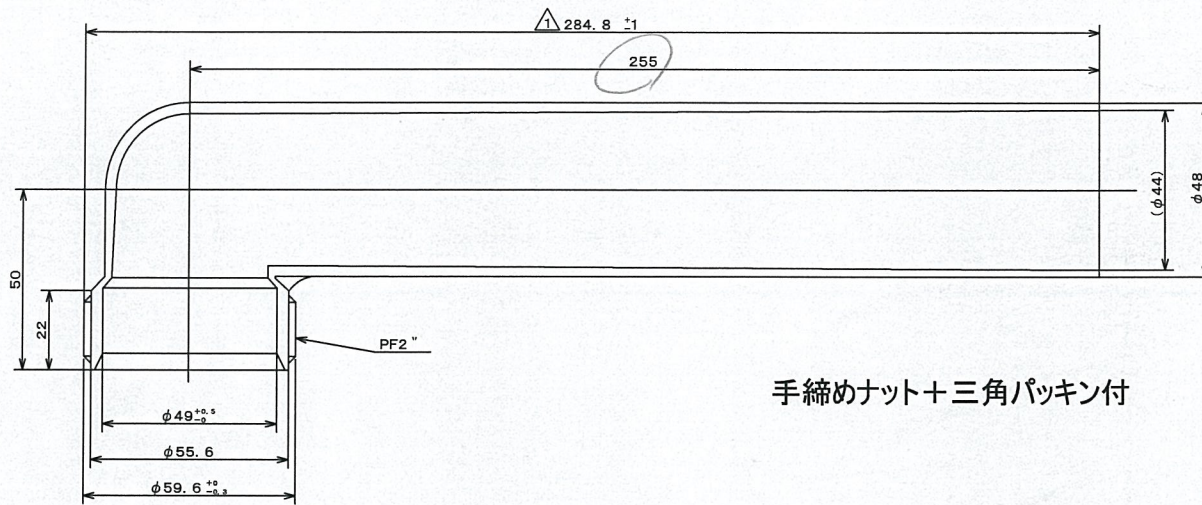 1 284.8 ±1
255
50
22
(φ44)
φ48
PF2"
手締めナット+三角パッキン付
φ49 +0.5 -0
φ55.6
φ59.6 +0 -0.3